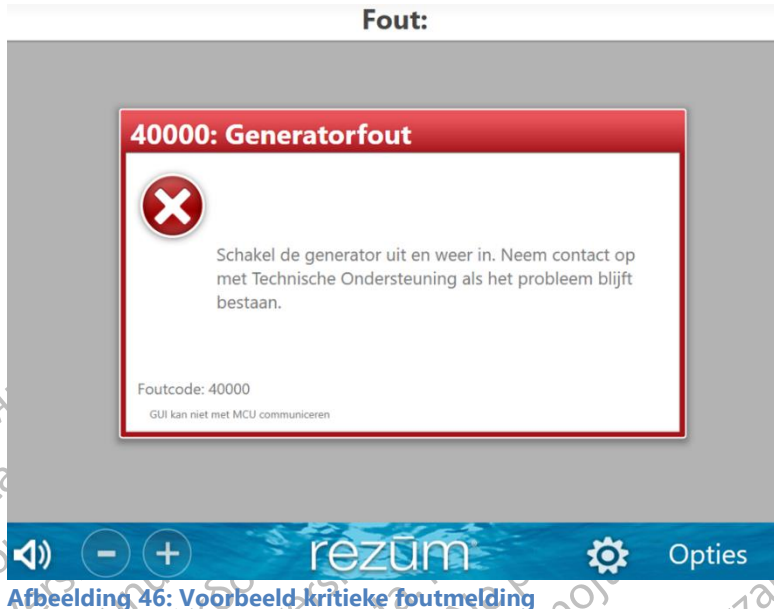 Fout:
40000: Generatorfout
Schakel de generator uit en weer in. Neem contact op
met Technische Ondersteuning als het probleem blijft
bestaan.
Foutcode: 40000
GUI kan niet met MCU communiceren
rezūm
Opties
Afbeelding 46: Voorbeeld kritieke foutmelding